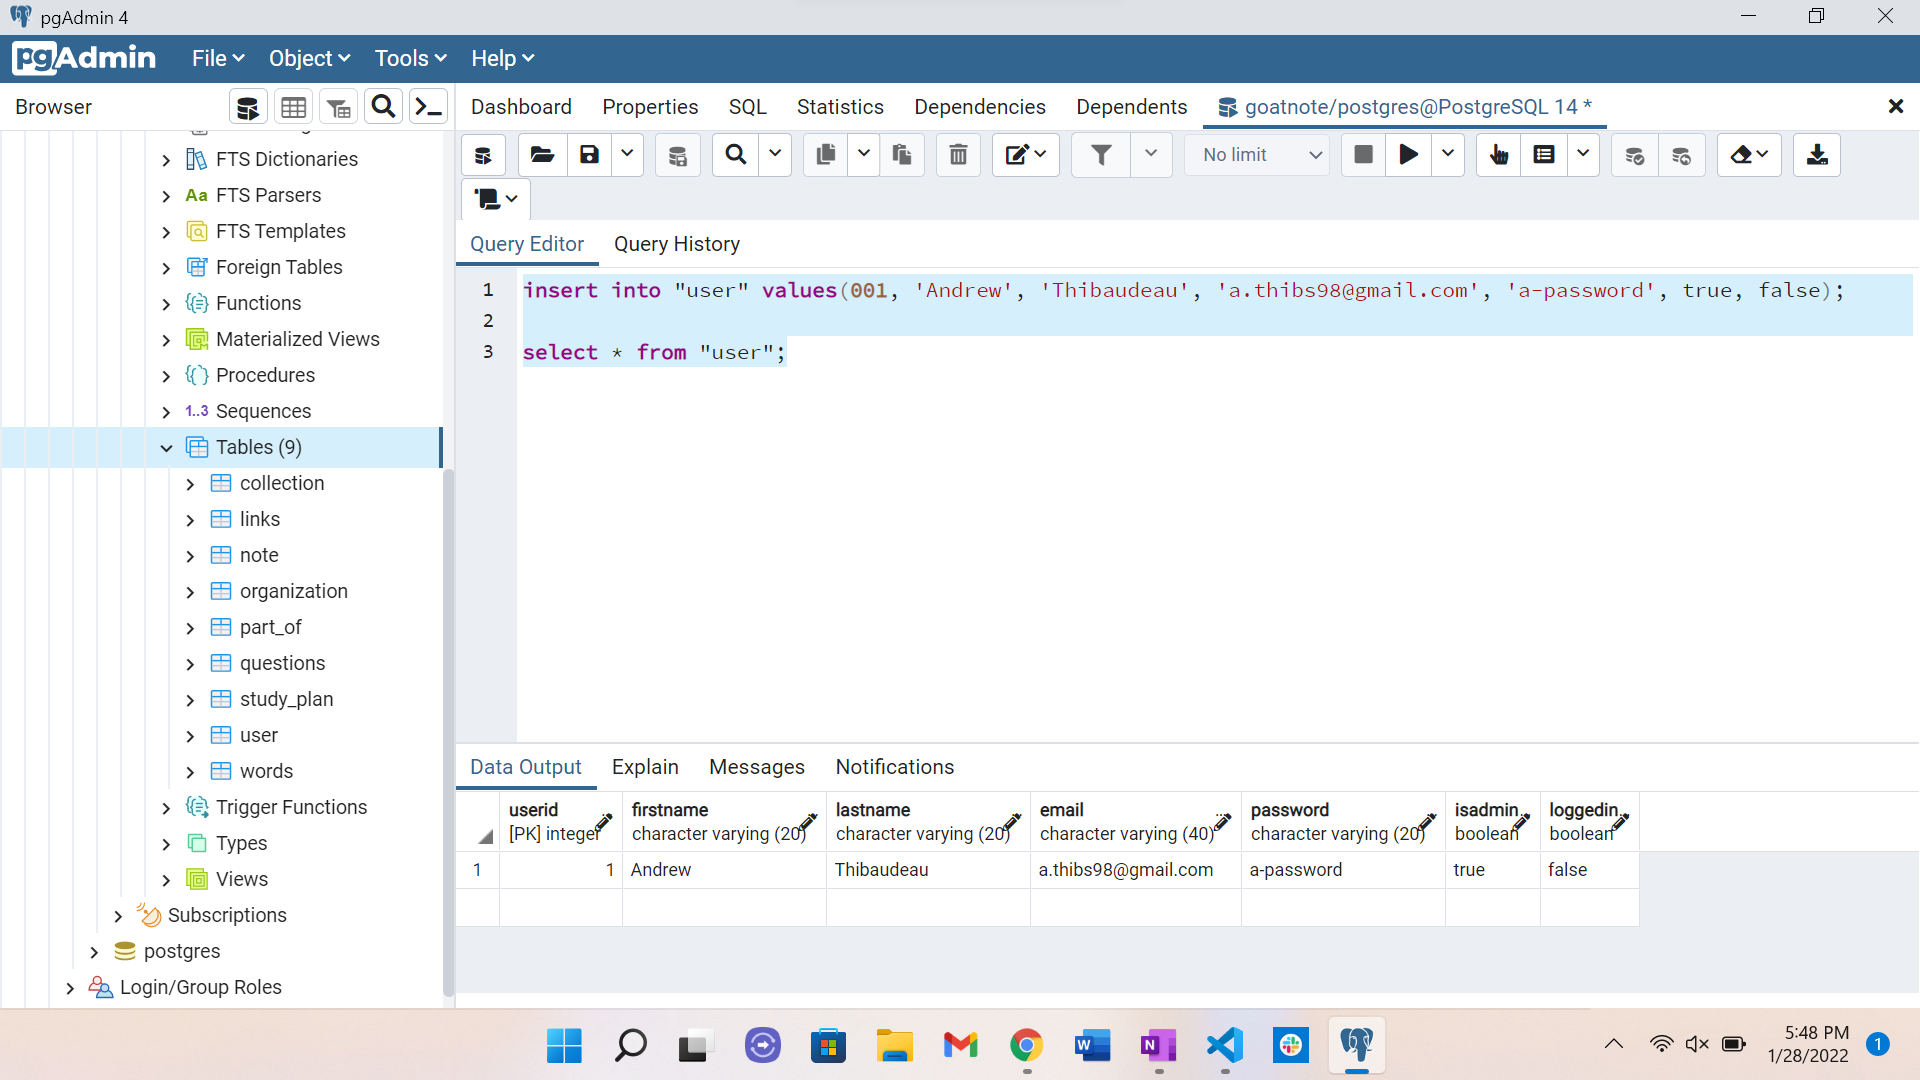 pgAdmin 4
pgAdmin File Object Tools Help
Browser
Dashboard Properties SQL Statistics Dependencies Dependents goatnote/postgres@PostgreSQL 14 *
No limit
FTS Dictionaries
Aa FTS Parsers
FTS Templates
Foreign Tables
Functions
Materialized Views
Procedures
1..3 Sequences
Tables (9)
collection
links
note
organization
part_of
questions
study_plan
user
words
Trigger Functions
Types
Views
Subscriptions
postgres
Login/Group Roles
Query Editor Query History
1 insert into "user" values(001, 'Andrew', 'Thibaudeau', 'a.thibs98@gmail.com', 'a-password', true, false);
2
3 select * from "user";
Data Output Explain Messages Notifications
userid firstname lastname email password isadmin loggedin
[PK] integer character varying (20) character varying (20) character varying (40) character varying (20) boolean boolean
1 1 Andrew Thibaudeau a.thibs98@gmail.com a-password true false
W N
5:48 PM
1/28/2022
1